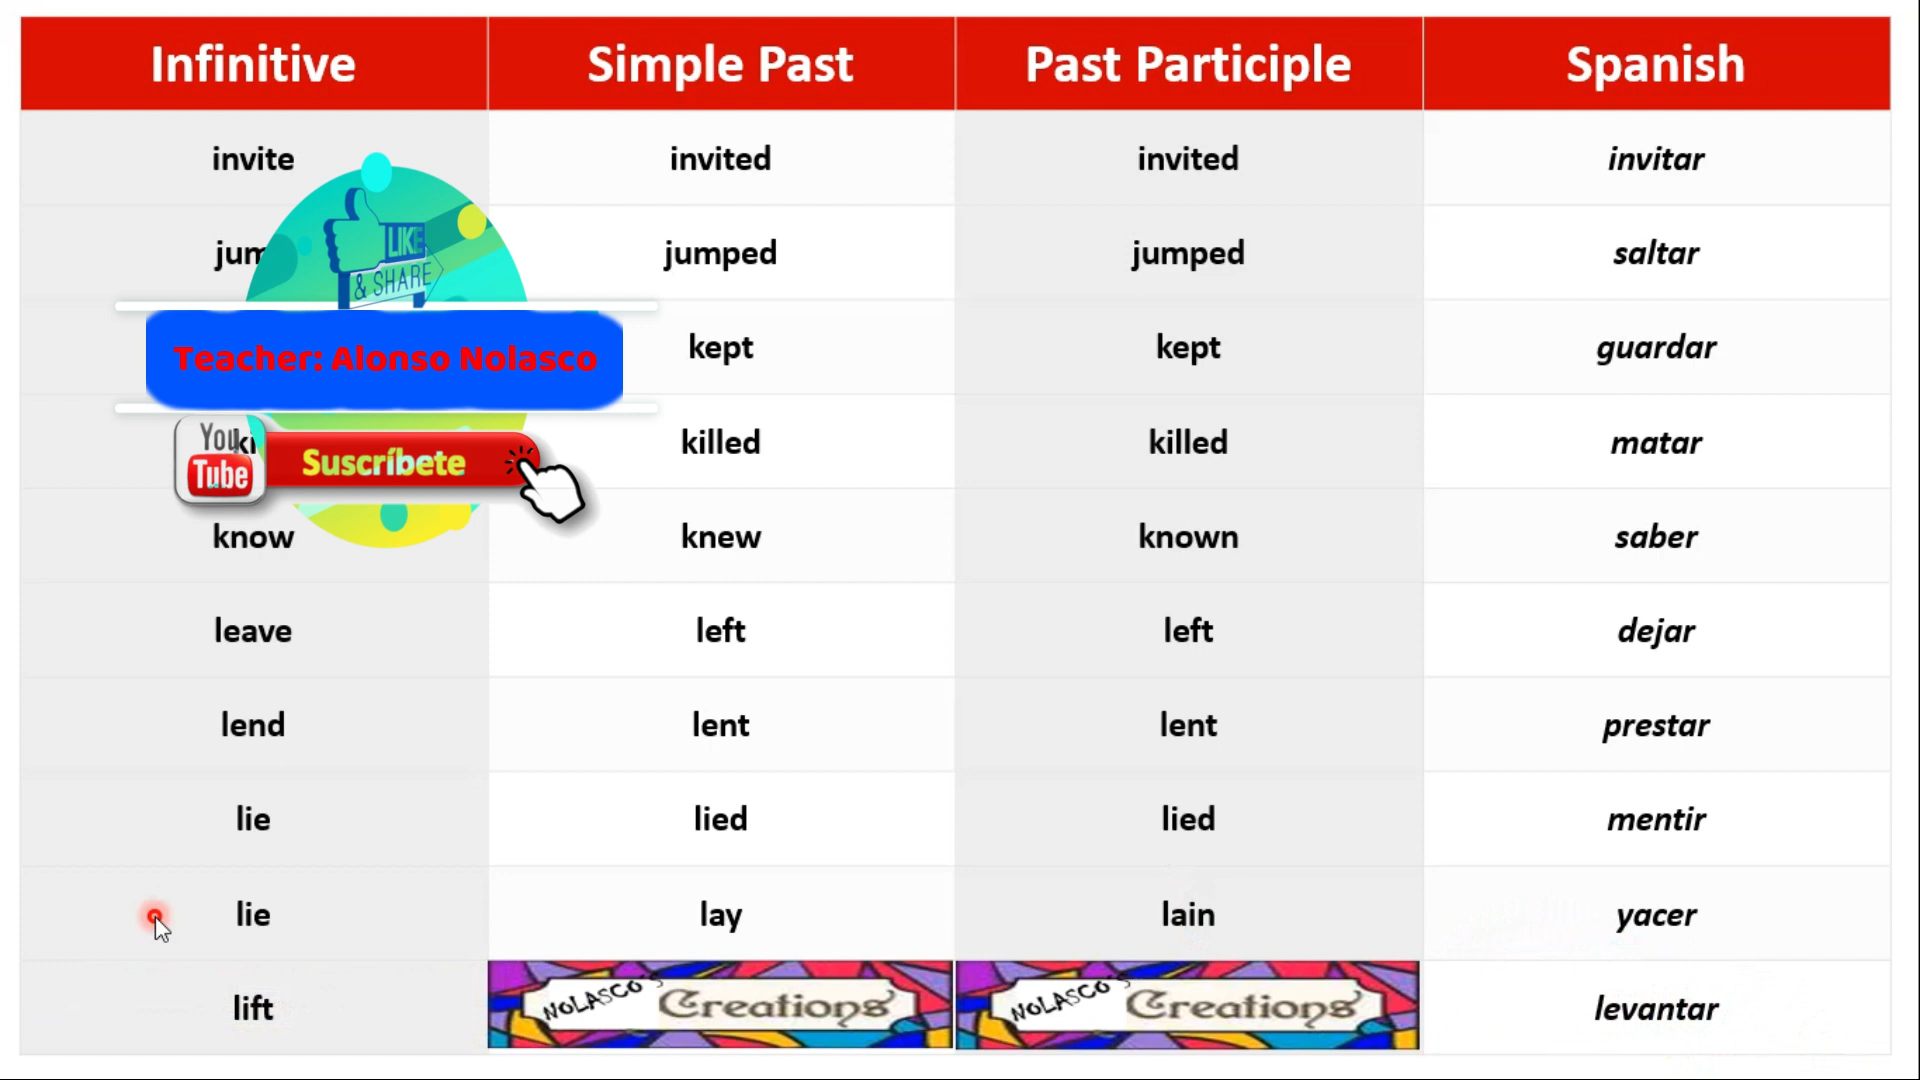 Infinitive Simple Past Past Participle Spanish
invite invited invited invitar
LIKE
& SHARE
jumped jumped saltar
Teacher: Alonso Nolasco
kept kept guardar
You
Tube
Suscríbete
killed killed matar
know knew known saber
leave left left dejar
lend lent lent prestar
lie lied lied mentir
lie lay lain yacer
lift NOLASCO'S Creations NOLASCO'S Creations levantar